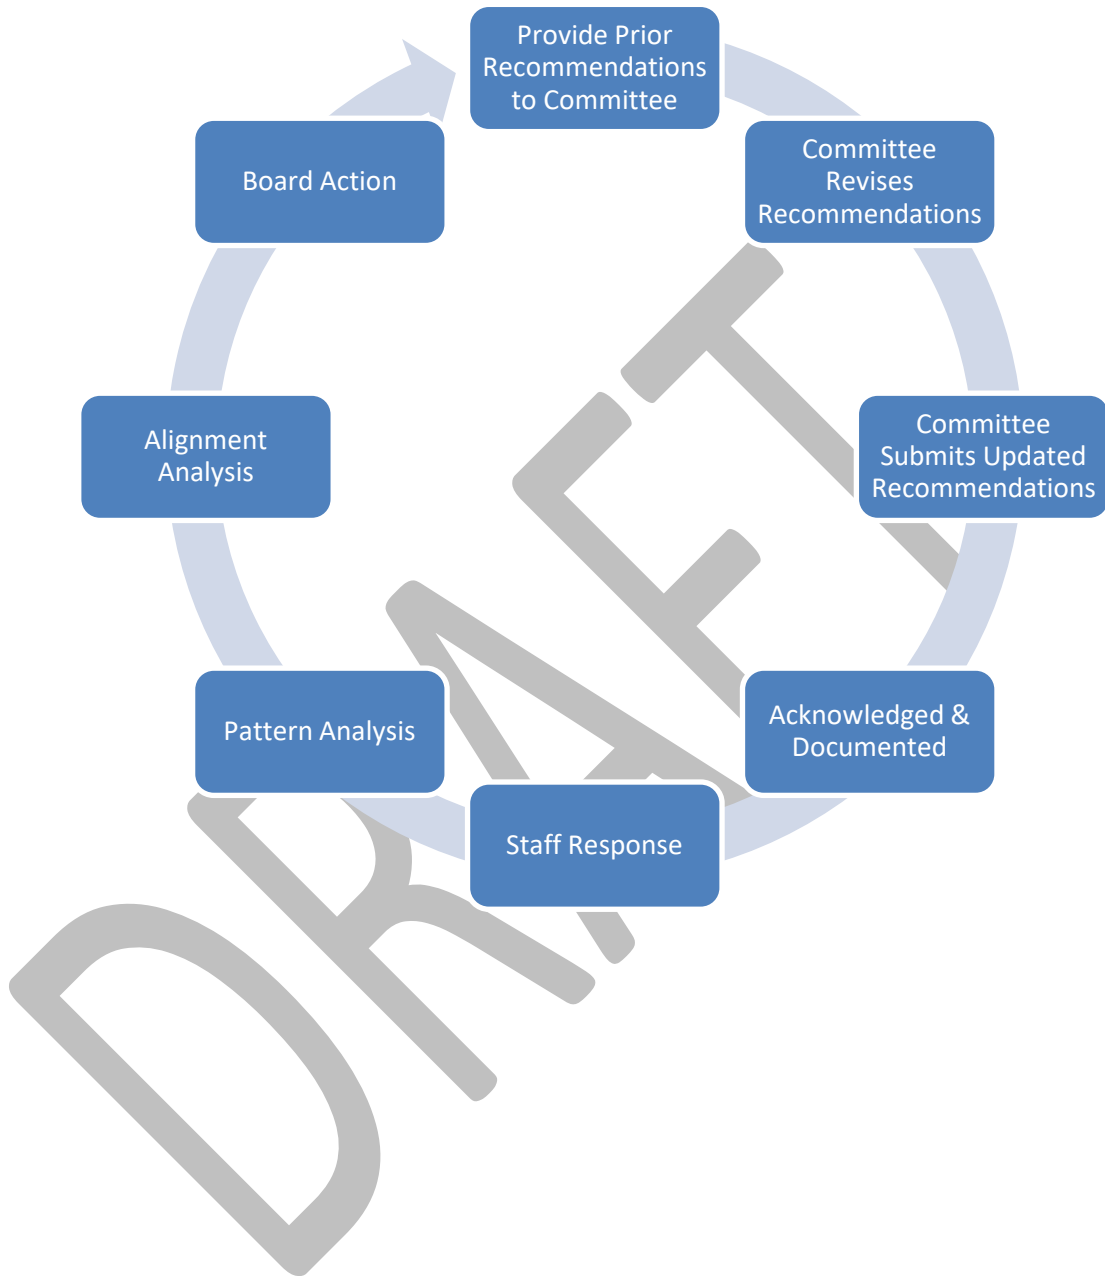 Provide Prior
Recommendations
to Committee
Committee
Revises
Recommendations
Committee
Submits Updated
Recommendations
Acknowledged &
Documented
Staff Response
Pattern Analysis
Alignment
Analysis
Board Action
DRAFT